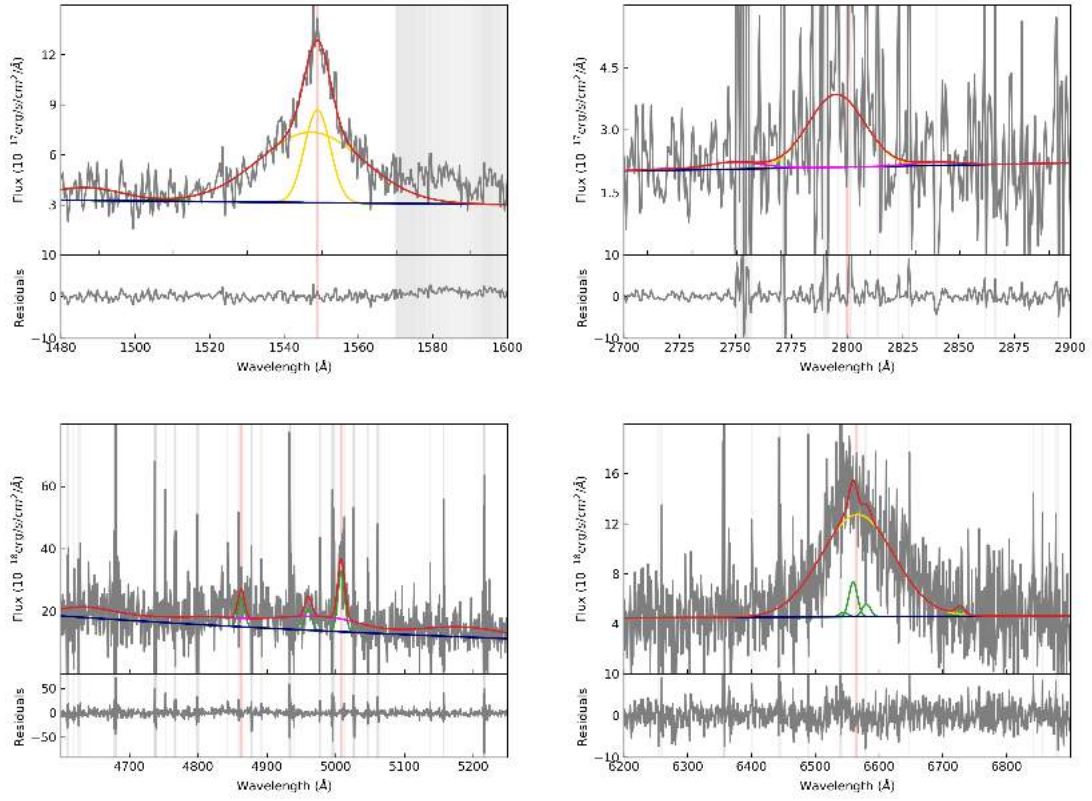 12
9
6
3
Flux (10⁻¹⁷erg/s/cm²/Å)
10
0
−10
Residuals
1480 1500 1520 1540 1560 1580 1600
Wavelength (Å)
4.5
3.0
1.5
Flux (10⁻¹⁷erg/s/cm²/Å)
10
0
−10
Residuals
2700 2725 2750 2775 2800 2825 2850 2875 2900
Wavelength (Å)
60
40
20
Flux (10⁻¹⁸erg/s/cm²/Å)
50
0
−50
Residuals
4700 4800 4900 5000 5100 5200
Wavelength (Å)
16
12
8
4
Flux (10⁻¹⁸erg/s/cm²/Å)
10
0
−10
Residuals
6200 6300 6400 6500 6600 6700 6800
Wavelength (Å)